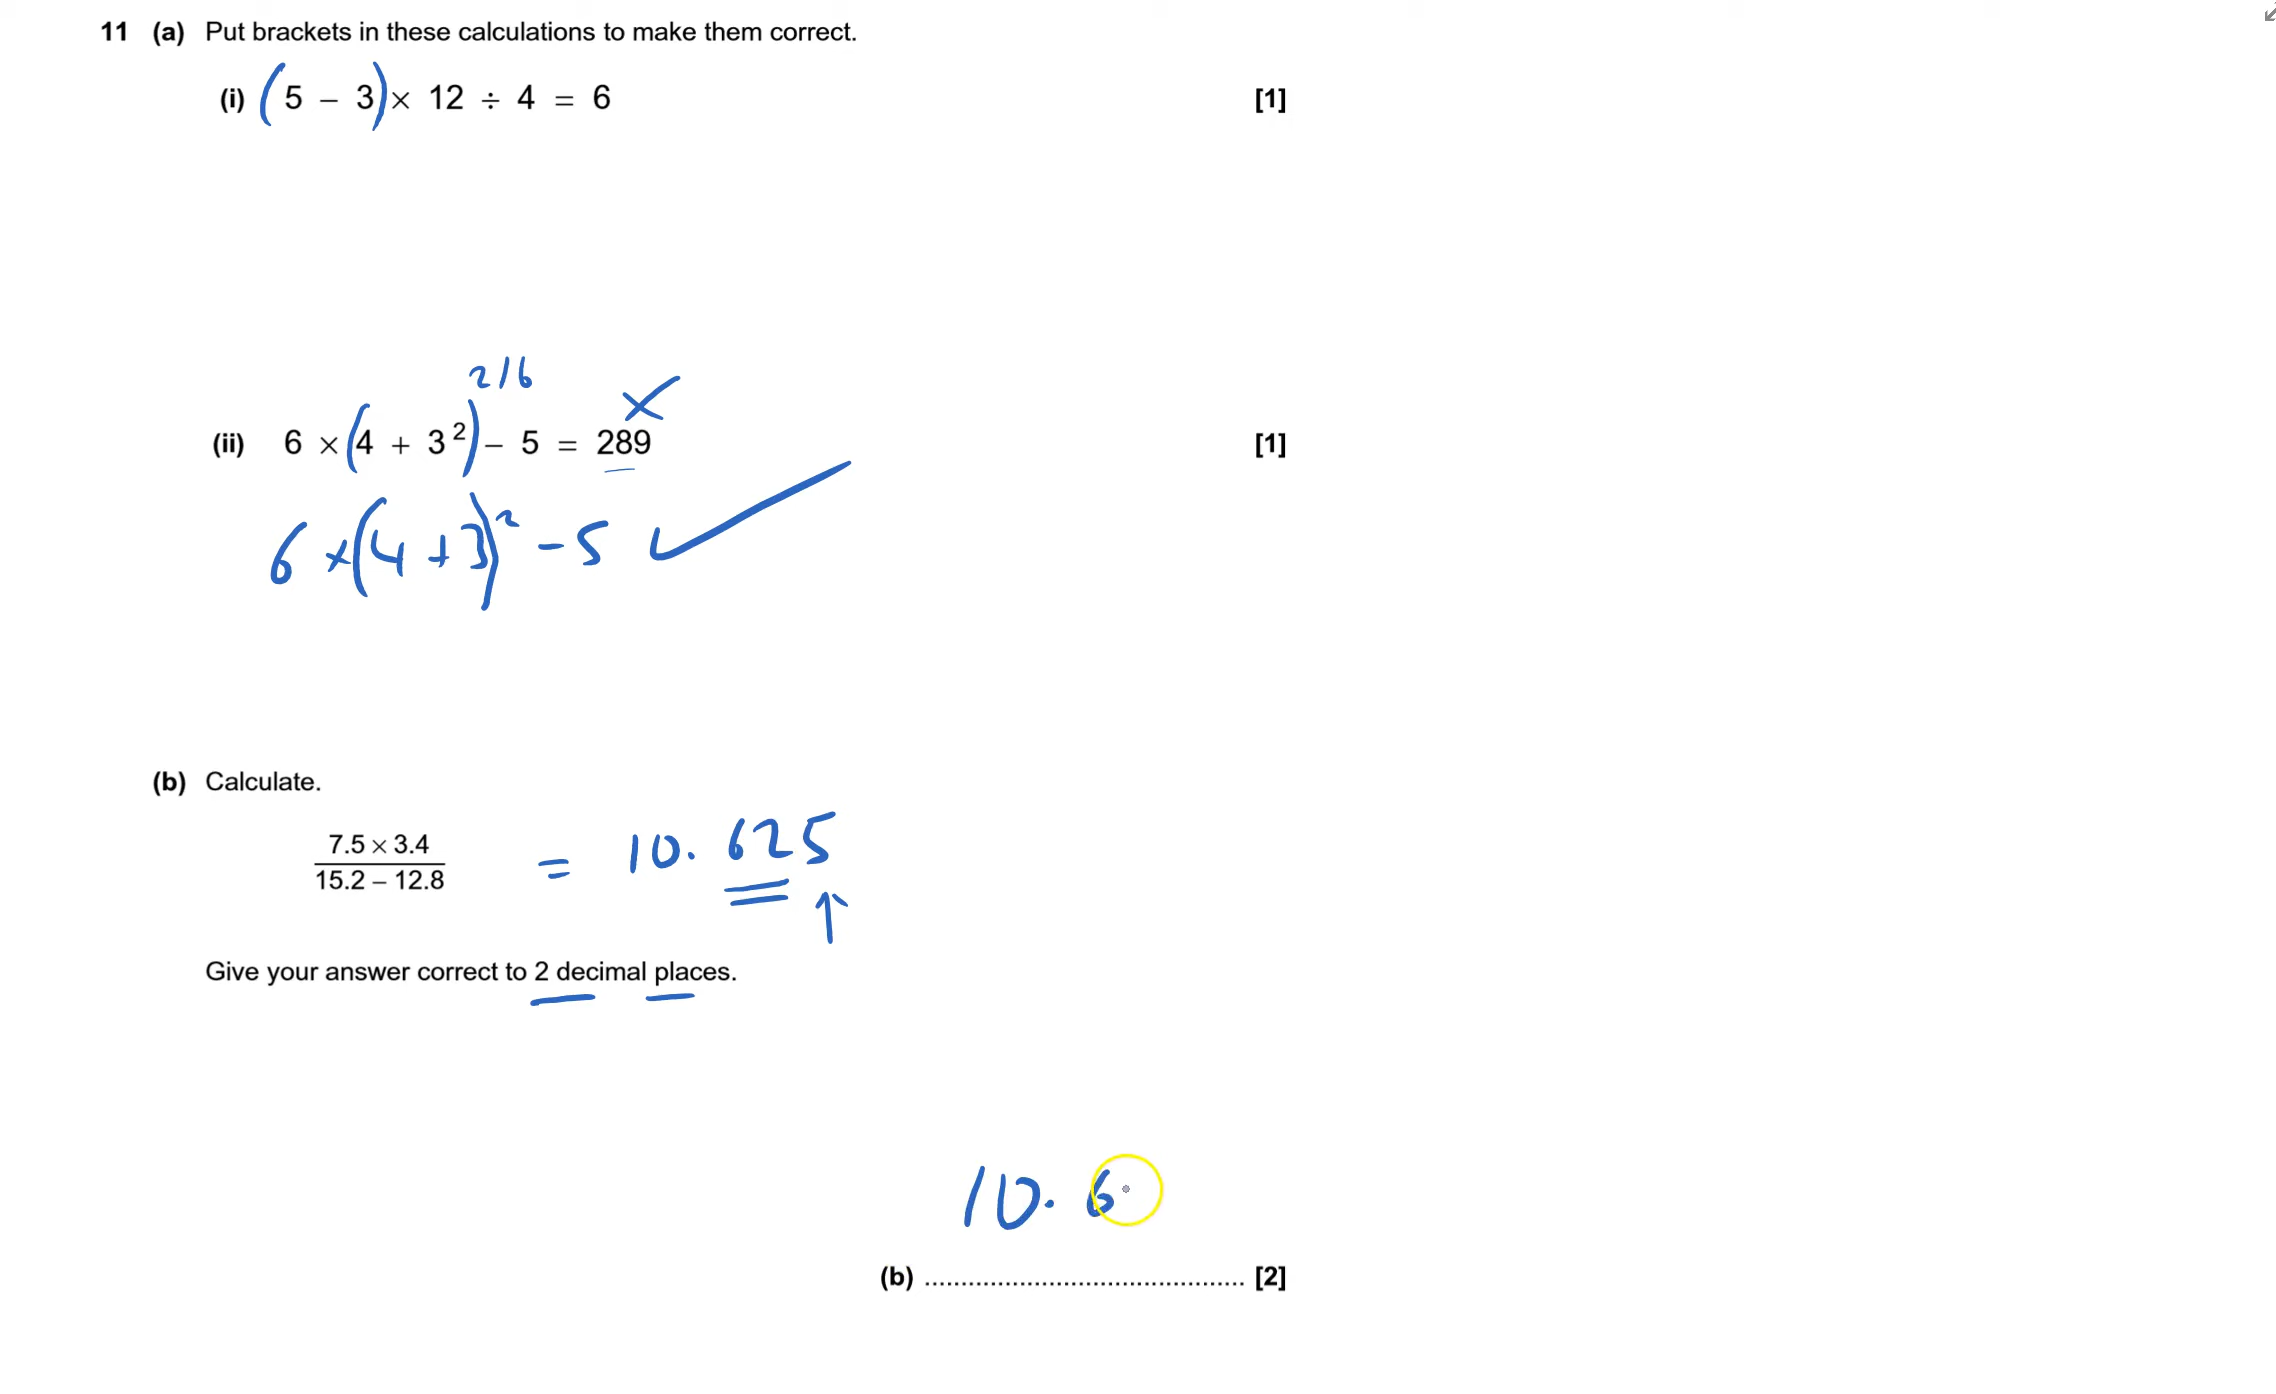 11 (a) Put brackets in these calculations to make them correct.
(i) (5 – 3) × 12 ÷ 4 = 6 [1]
216
×
(ii) 6 × (4 + 3²) – 5 = 289 [1]
6 × (4 + 3)² – 5 ✓
(b) Calculate.
7.5 × 3.4
15.2 – 12.8
= 10.625
↑
Give your answer correct to 2 decimal places.
10.6
(b) ............................................ [2]